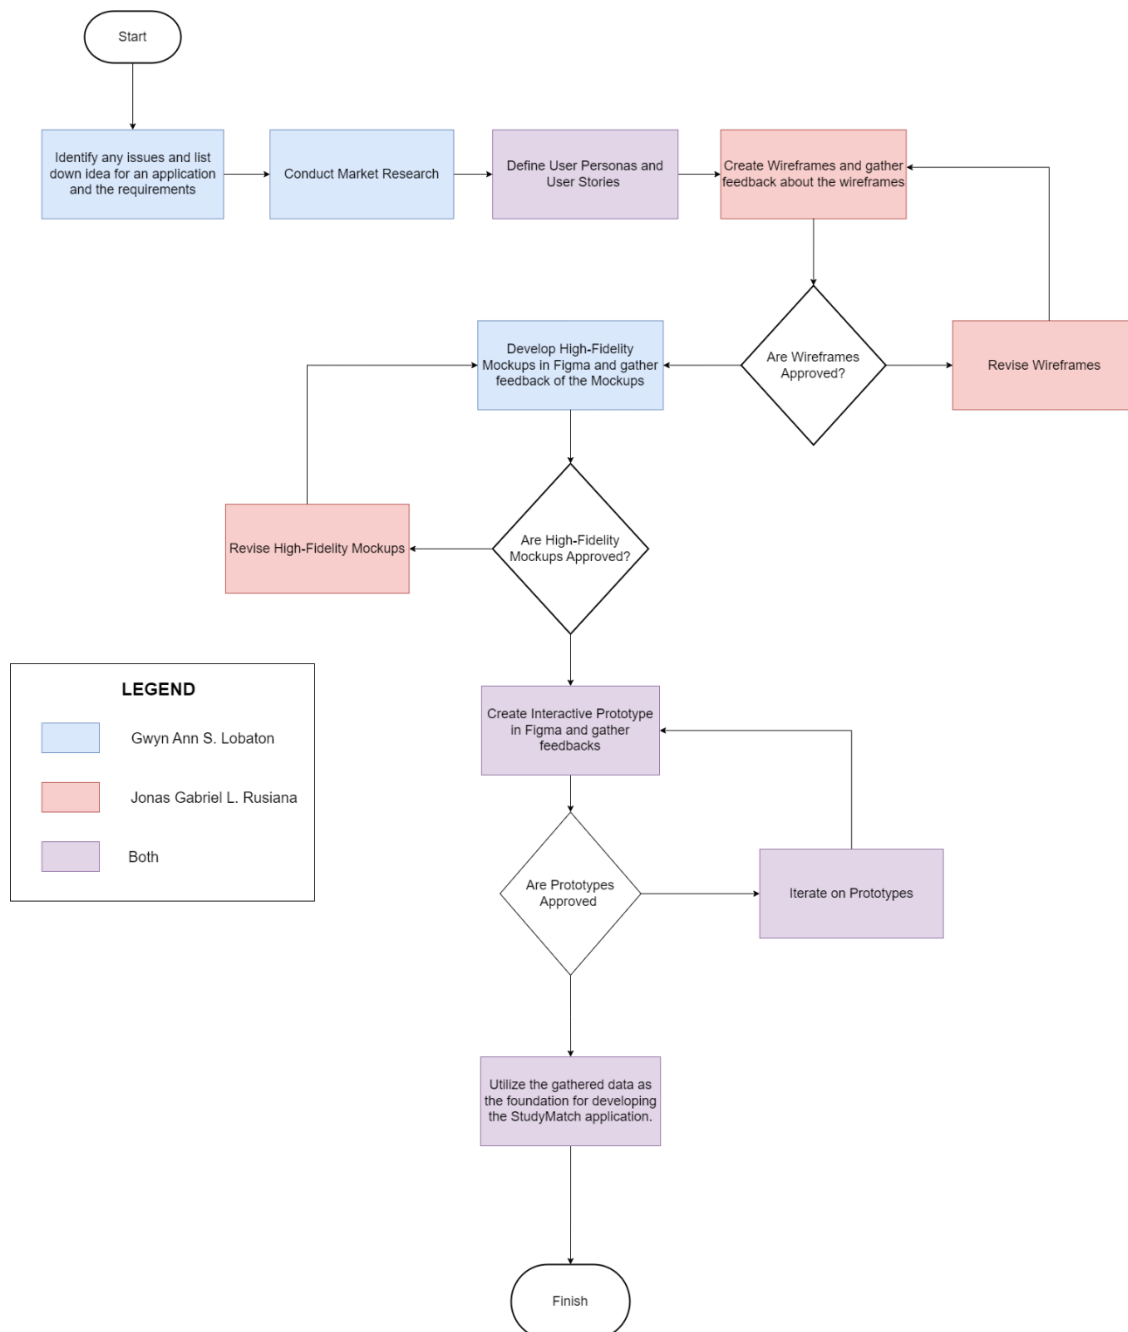 Start
Identify any issues and list
down idea for an application
and the requirements
Conduct Market Research
Define User Personas and
User Stories
Create Wireframes and gather
feedback about the wireframes
Develop High-Fidelity
Mockups in Figma and gather
feedback of the Mockups
Are Wireframes
Approved?
Revise Wireframes
Revise High-Fidelity Mockups
Are High-Fidelity
Mockups Approved?
LEGEND
Gwyn Ann S. Lobaton
Jonas Gabriel L. Rusiana
Both
Create Interactive Prototype
in Figma and gather
feedbacks
Are Prototypes
Approved
Iterate on Prototypes
Utilize the gathered data as
the foundation for developing
the StudyMatch application.
Finish